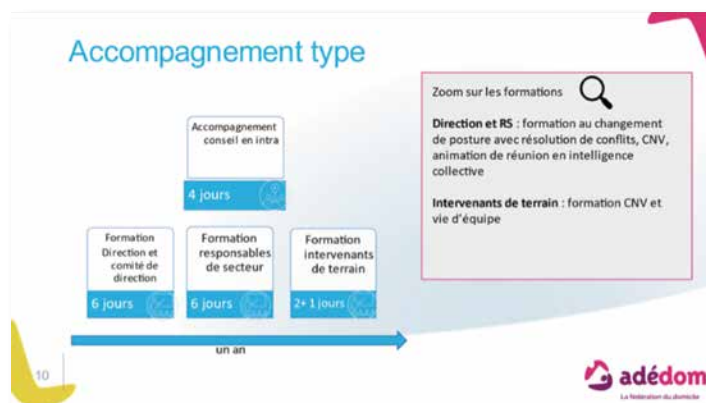 Accompagnement type
Accompagnement
conseil en intra
4 jours
Formation
Direction et
comité de
direction
6 jours
Formation
responsables
de secteur
6 jours
Formation
intervenants
de terrain
2+ 1 jours
un an
Zoom sur les formations
Direction et RS : formation au changement
de posture avec résolution de conflits, CNV,
animation de réunion en intelligence
collective
Intervenants de terrain : formation CNV et
vie d'équipe
10
adédom
La fédération du domicile